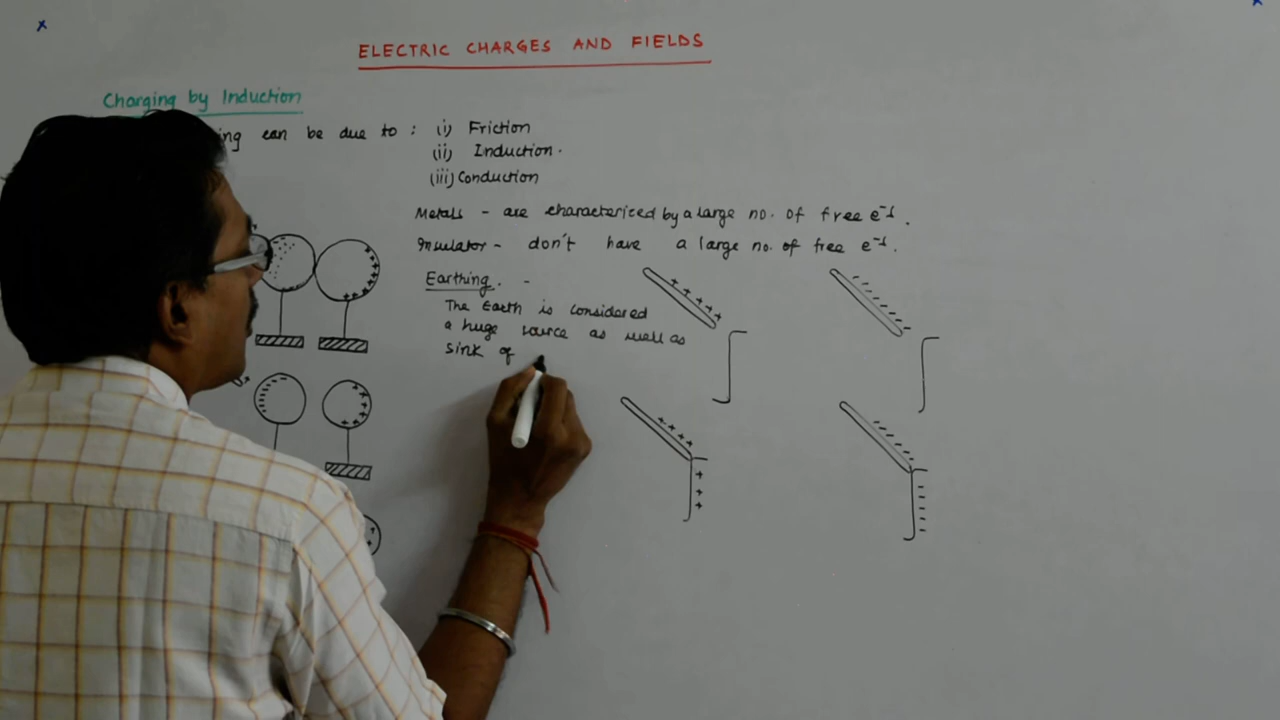 ELECTRIC CHARGES AND FIELDS
Charging by Induction
ing can be due to : (i) Friction
(ii) Induction.
(iii) Conduction
Metals - are characterized by a large no. of free e⁻¹.
Insulator - don't have a large no. of free e⁻¹.
Earthing. -
The Earth is considered
a huge source as well as
sink of